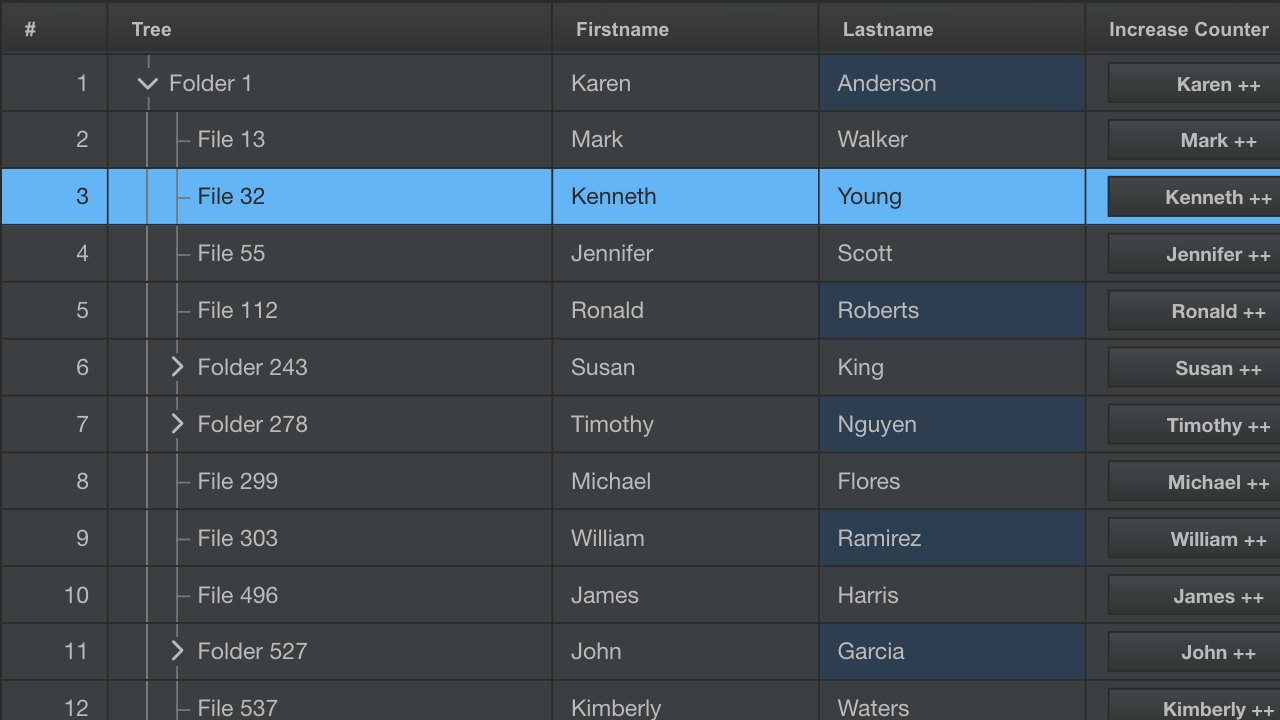 # Tree Firstname Lastname Increase Counter
1 Folder 1 Karen Anderson Karen ++
2 File 13 Mark Walker Mark ++
3 File 32 Kenneth Young Kenneth ++
4 File 55 Jennifer Scott Jennifer ++
5 File 112 Ronald Roberts Ronald ++
6 Folder 243 Susan King Susan ++
7 Folder 278 Timothy Nguyen Timothy ++
8 File 299 Michael Flores Michael ++
9 File 303 William Ramirez William ++
10 File 496 James Harris James ++
11 Folder 527 John Garcia John ++
12 File 537 Kimberly Waters Kimberly ++